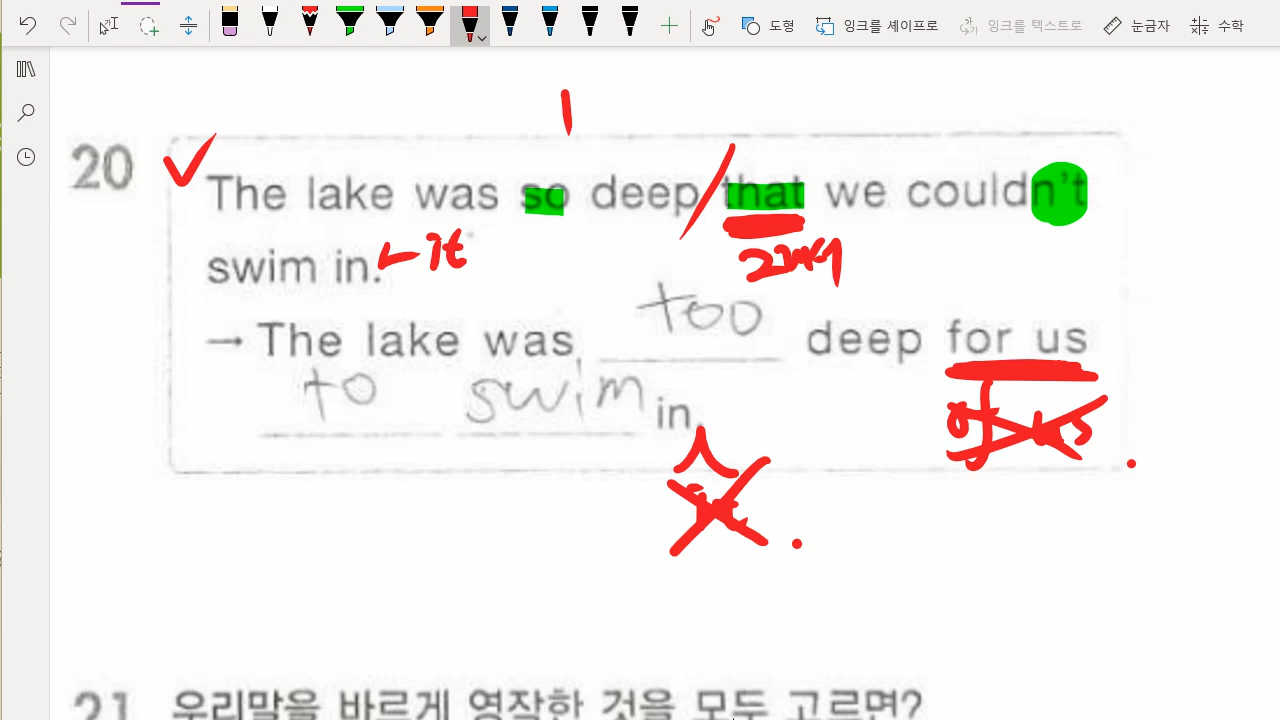 도형 잉크를 셰이프로 잉크를 텍스트로 눈금자 수학
20 The lake was so deep that we couldn't
swim in. it
too
→ The lake was deep for us
to swim in.
of us
it
21 우리말을 바르게 영작한 것을 모두 고르면?